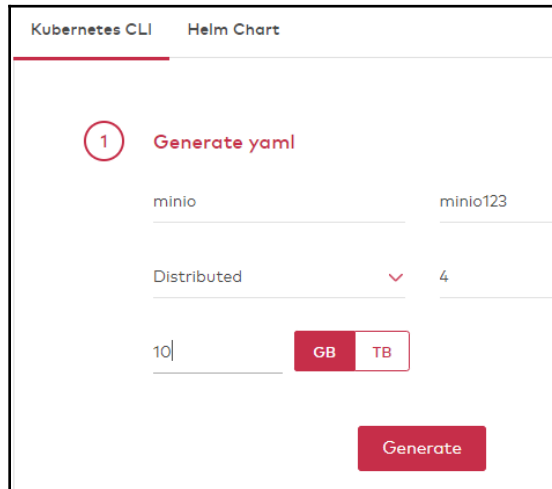 Kubernetes CLI Helm Chart
1 Generate yaml
minio minio123
Distributed 4
10 GB TB
Generate